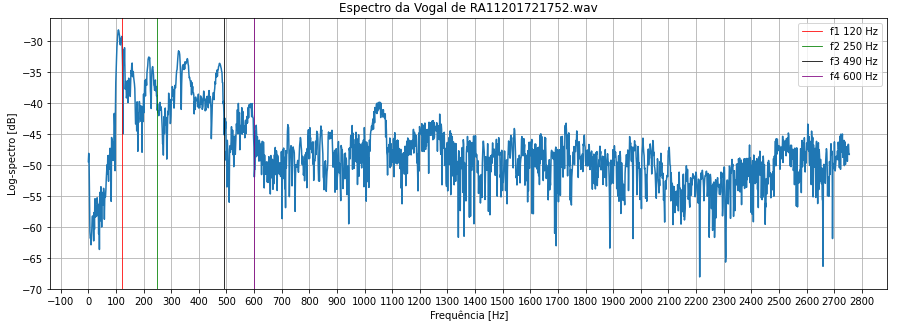 Espectro da Vogal de RA11201721752.wav
f1 120 Hz
f2 250 Hz
f3 490 Hz
f4 600 Hz
Log-spectro [dB]
−30
−35
−40
−45
−50
−55
−60
−65
−70
−100 0 100 200 300 400 500 600 700 800 900 1000 1100 1200 1300 1400 1500 1600 1700 1800 1900 2000 2100 2200 2300 2400 2500 2600 2700 2800
Frequência [Hz]